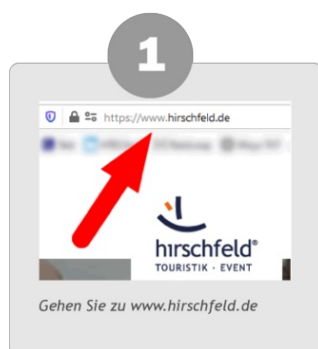 1
https://www.hirschfeld.de
hirschfeld®
TOURISTIK · EVENT
Gehen Sie zu www.hirschfeld.de